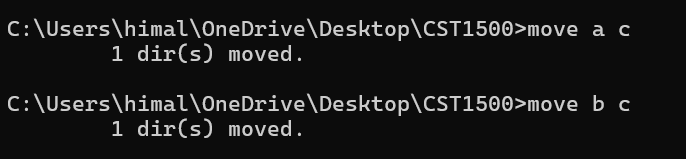 C:\Users\himal\OneDrive\Desktop\CST1500>move a c
        1 dir(s) moved.
C:\Users\himal\OneDrive\Desktop\CST1500>move b c
        1 dir(s) moved.